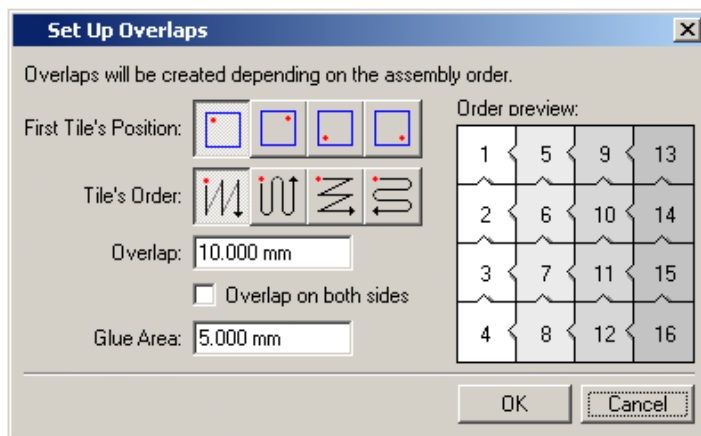 Set Up Overlaps
Overlaps will be created depending on the assembly order.
First Tile's Position:
Order preview:
1 5 9 13
2 6 10 14
3 7 11 15
4 8 12 16
Tile's Order:
Overlap: 10.000 mm
Overlap on both sides
Glue Area: 5.000 mm
OK Cancel